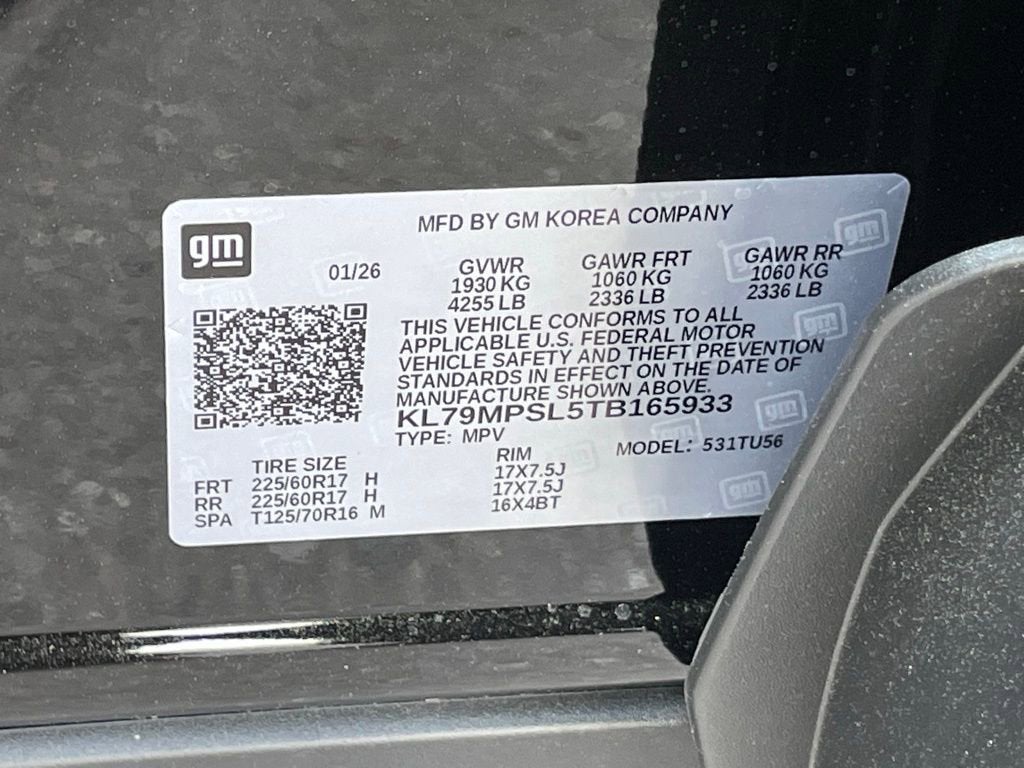 gm
MFD BY GM KOREA COMPANY
01/26
GVWR GAWR FRT GAWR RR
1930 KG 1060 KG 1060 KG
4255 LB 2336 LB 2336 LB
THIS VEHICLE CONFORMS TO ALL
APPLICABLE U.S. FEDERAL MOTOR
VEHICLE SAFETY AND THEFT PREVENTION
STANDARDS IN EFFECT ON THE DATE OF
MANUFACTURE SHOWN ABOVE.
KL79MPSL5TB165933
TYPE: MPV MODEL: 531TU56
TIRE SIZE RIM
FRT 225/60R17 H 17X7.5J
RR 225/60R17 H 17X7.5J
SPA T125/70R16 M 16X4BT